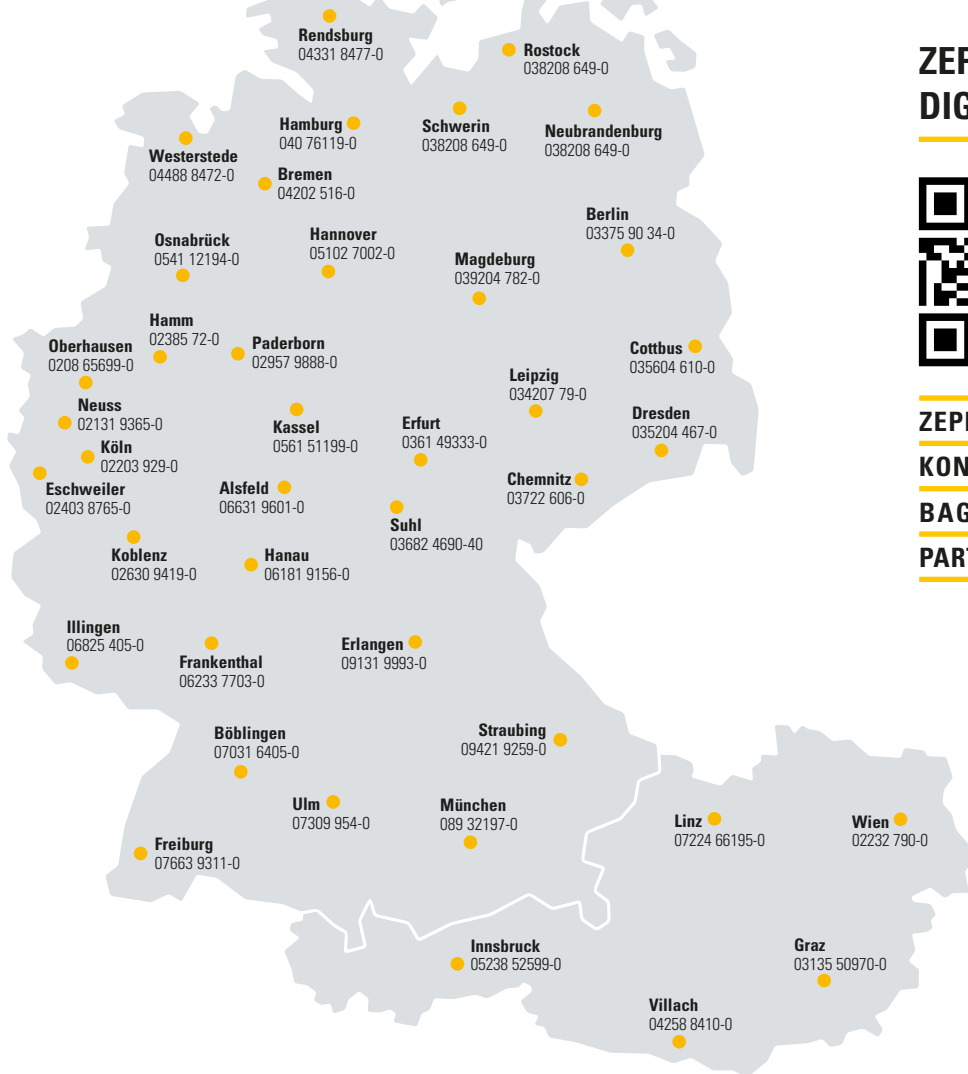 Rendsburg
04331 8477-0
Rostock
038208 649-0
Hamburg
040 76119-0
Schwerin
038208 649-0
Neubrandenburg
038208 649-0
Westerstede
04488 8472-0
Bremen
04202 516-0
Berlin
03375 90 34-0
Osnabrück
0541 12194-0
Hannover
05102 7002-0
Magdeburg
039204 782-0
Hamm
02385 72-0
Oberhausen
0208 65699-0
Paderborn
02957 9888-0
Cottbus
035604 610-0
Leipzig
034207 79-0
Neuss
02131 9365-0
Kassel
0561 51199-0
Erfurt
0361 49333-0
Dresden
035204 467-0
Köln
02203 929-0
Eschweiler
02403 8765-0
Alsfeld
06631 9601-0
Chemnitz
03722 606-0
Suhl
03682 4690-40
Koblenz
02630 9419-0
Hanau
06181 9156-0
Illingen
06825 405-0
Frankenthal
06233 7703-0
Erlangen
09131 9993-0
Böblingen
07031 6405-0
Straubing
09421 9259-0
Ulm
07309 954-0
München
089 32197-0
Freiburg
07663 9311-0
Linz
07224 66195-0
Wien
02232 790-0
Innsbruck
05238 52599-0
Graz
03135 50970-0
Villach
04258 8410-0
DIG
KON
BAG
PART